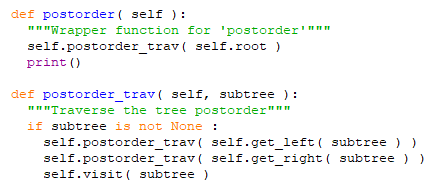 def postorder( self ):
  """Wrapper function for 'postorder'"""
  self.postorder_trav( self.root )
  print()

def postorder_trav( self, subtree ):
  """Traverse the tree postorder"""
  if subtree is not None :
    self.postorder_trav( self.get_left( subtree ) )
    self.postorder_trav( self.get_right( subtree ) )
    self.visit( subtree )